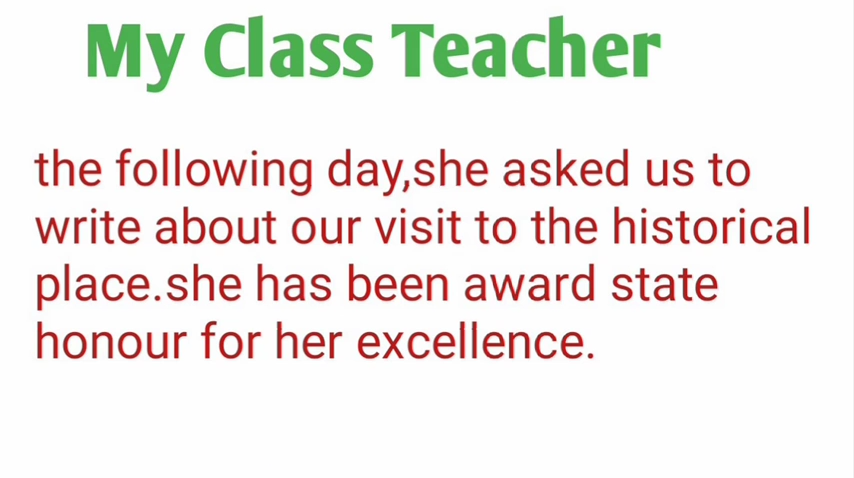 My Class Teacher
the following day,she asked us to
write about our visit to the historical
place.she has been award state
honour for her excellence.